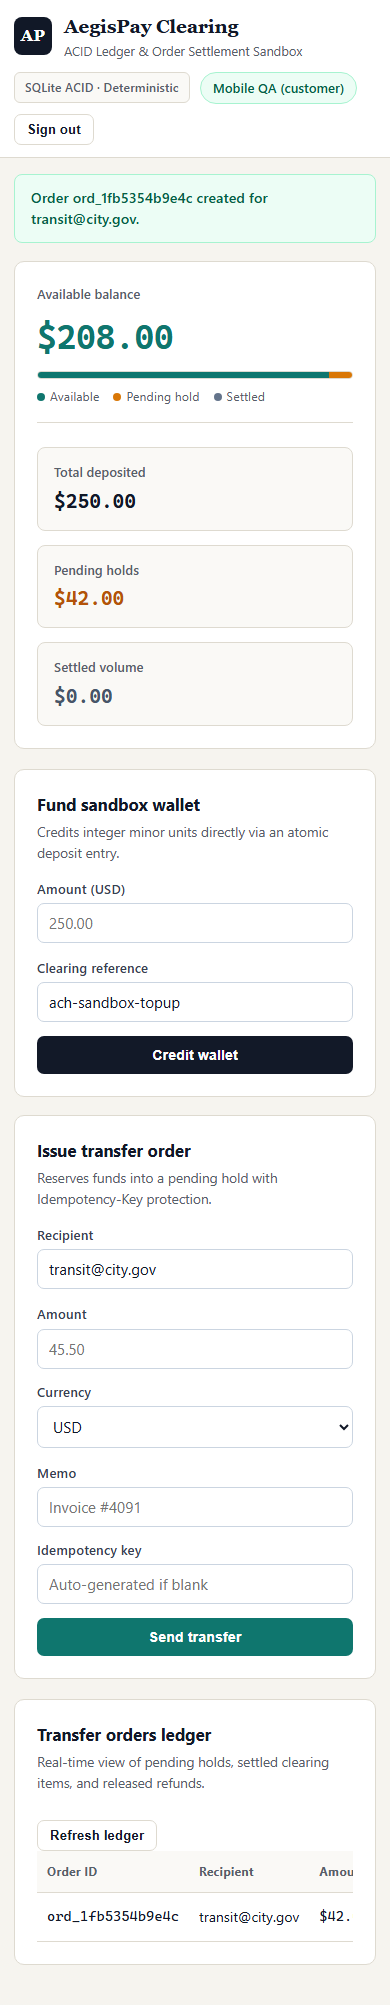 AP
AegisPay Clearing
ACID Ledger & Order Settlement Sandbox
SQLite ACID · Deterministic
Mobile QA (customer)
Sign out
Order ord_1fb5354b9e4c created for
transit@city.gov.
Available balance
$208.00
Available Pending hold Settled
Total deposited
$250.00
Pending holds
$42.00
Settled volume
$0.00
Fund sandbox wallet
Credits integer minor units directly via an atomic
deposit entry.
Amount (USD)
250.00
Clearing reference
ach-sandbox-topup
Credit wallet
Issue transfer order
Reserves funds into a pending hold with
Idempotency-Key protection.
Recipient
transit@city.gov
Amount
45.50
Currency
USD
Memo
Invoice #4091
Idempotency key
Auto-generated if blank
Send transfer
Transfer orders ledger
Real-time view of pending holds, settled clearing
items, and released refunds.
Refresh ledger
Order ID Recipient Amou
ord_1fb5354b9e4c transit@city.gov $42.